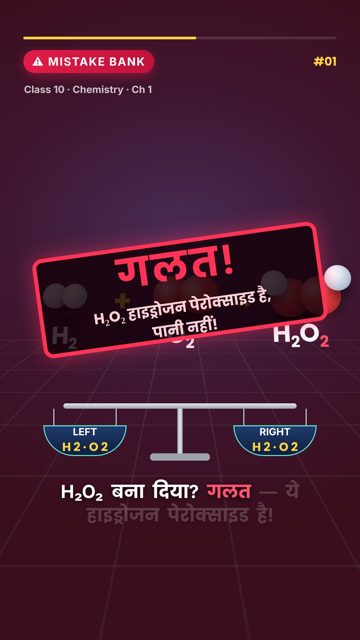 ⚠ MISTAKE BANK
#01
Class 10 · Chemistry · Ch 1
गलत!
H₂O₂ हाइड्रोजन पेरोक्साइड है,
पानी नहीं!
H₂ + O₂ H₂O₂
LEFT
H2·O2
RIGHT
H2·O2
H₂O₂ बना दिया? गलत — ये
हाइड्रोजन पेरोक्साइड है!